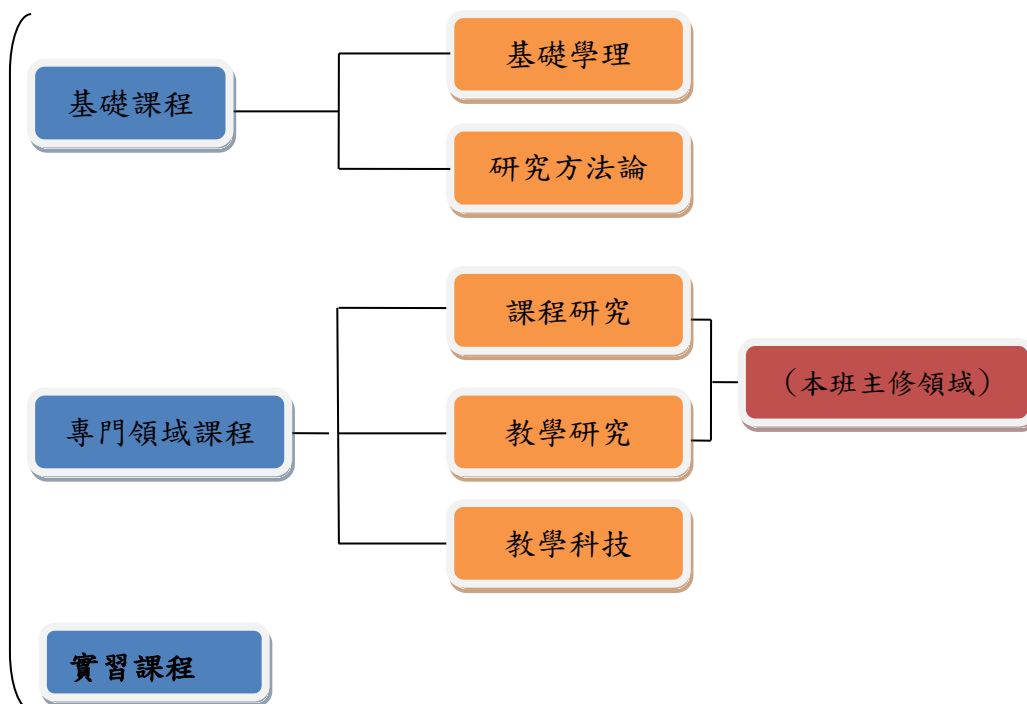 基礎課程
基礎學理
研究方法論
專門領域課程
課程研究
教學研究
教學科技
（本班主修領域）
實習課程